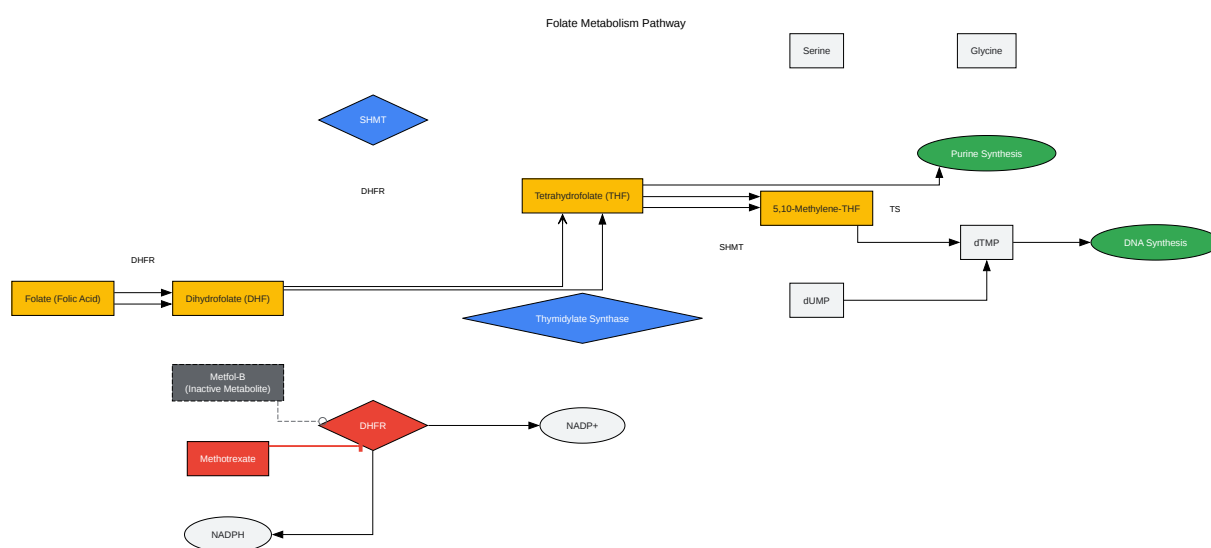 Folate Metabolism Pathway
Serine
Glycine
SHMT
Purine Synthesis
DHFR
Tetrahydrofolate (THF)
5,10-Methylene-THF
TS
SHMT
dTMP
DNA Synthesis
DHFR
Folate (Folic Acid)
Dihydrofolate (DHF)
dUMP
Thymidylate Synthase
Metfol-B
(Inactive Metabolite)
DHFR
NADP+
Methotrexate
NADPH